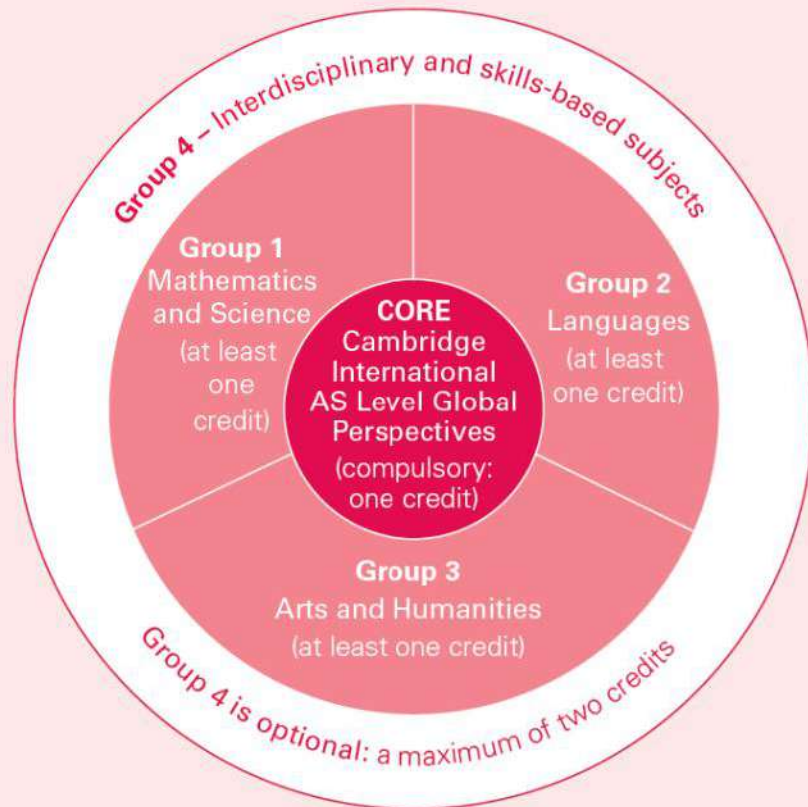 Group 4 – Interdisciplinary and skills-based subjects
Group 1
Mathematics
and Science
(at least
one
credit)
Group 2
Languages
(at least
one credit)
CORE
Cambridge
International
AS Level Global
Perspectives
(compulsory:
one credit)
Group 3
Arts and Humanities
(at least one credit)
Group 4 is optional: a maximum of two credits